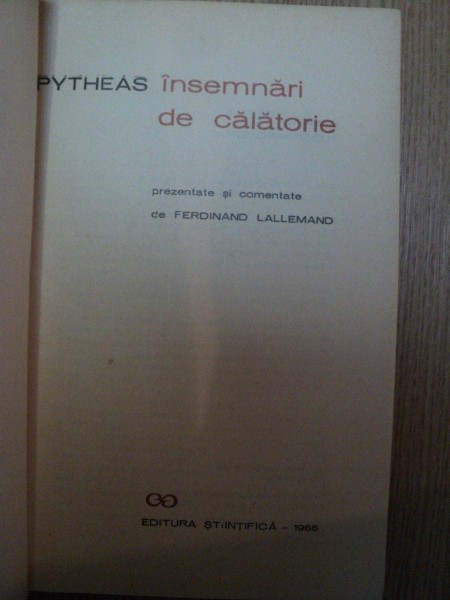 PYTHEAS însemnări
de călătorie
prezentate și comentate
de FERDINAND LALLEMAND
EDITURA ȘTIINȚIFICĂ – 1965